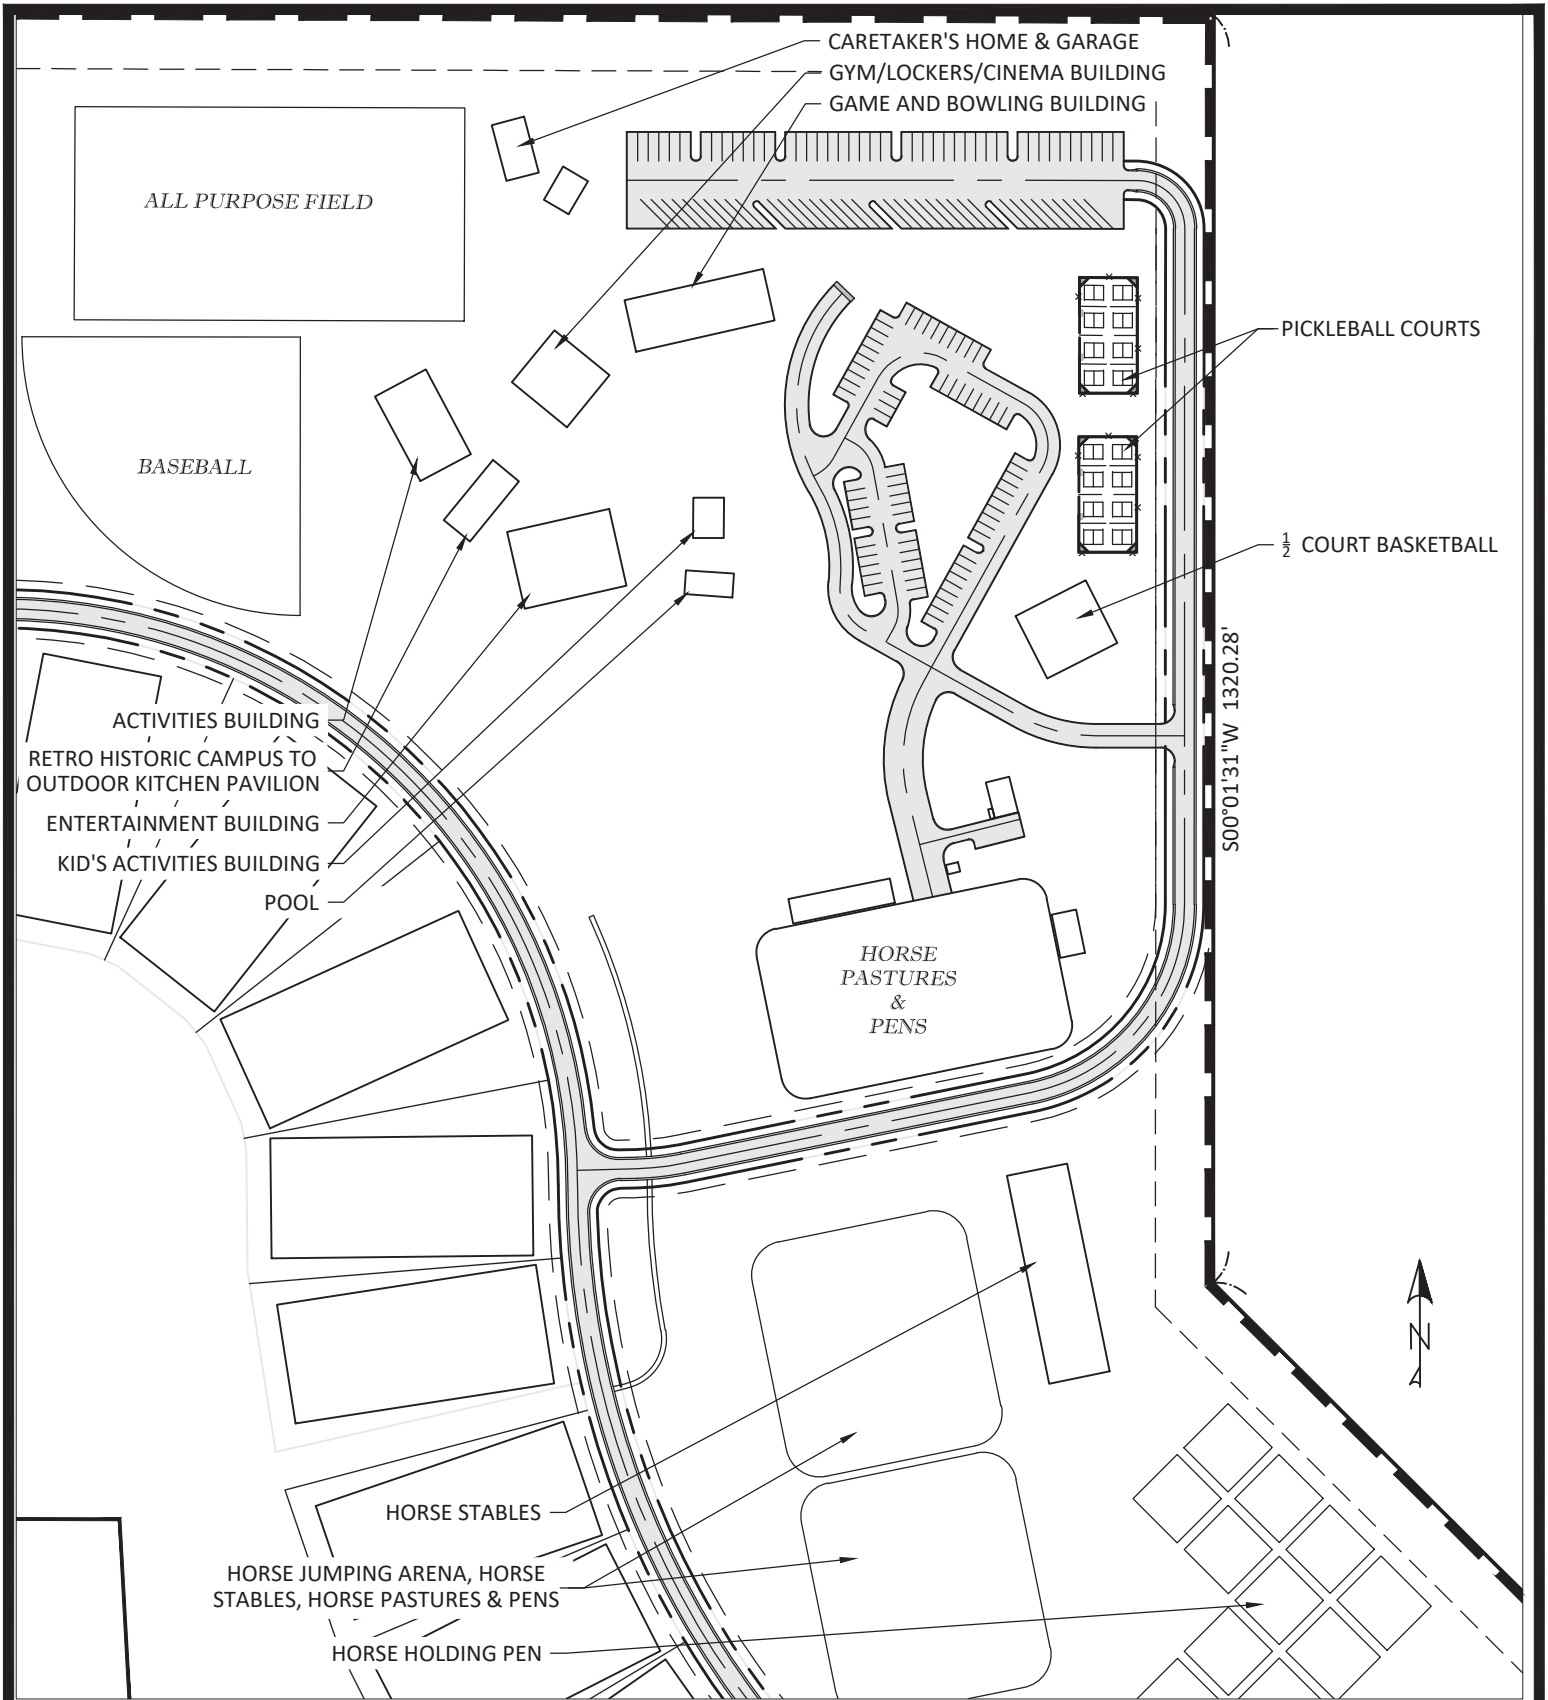 CARETAKER'S HOME & GARAGE
GYM/LOCKERS/CINEMA BUILDING
GAME AND BOWLING BUILDING
ALL PURPOSE FIELD
PICKLEBALL COURTS
BASEBALL
½ COURT BASKETBALL
S00°01'31"W 1320.28'
ACTIVITIES BUILDING
RETRO HISTORIC CAMPUS TO
OUTDOOR KITCHEN PAVILION
ENTERTAINMENT BUILDING
KID'S ACTIVITIES BUILDING
POOL
HORSE
PASTURES
&
PENS
N
HORSE STABLES
HORSE JUMPING ARENA, HORSE
STABLES, HORSE PASTURES & PENS
HORSE HOLDING PEN